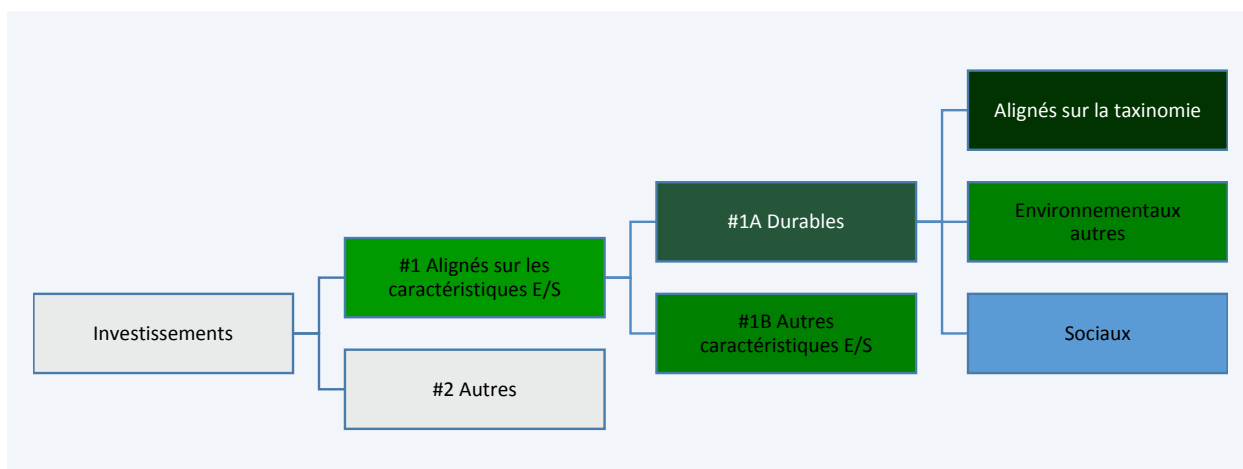 Investissements
#1 Alignés sur les
caractéristiques E/S
#2 Autres
#1A Durables
#1B Autres
caractéristiques E/S
Alignés sur la taxinomie
Environnementaux
autres
Sociaux